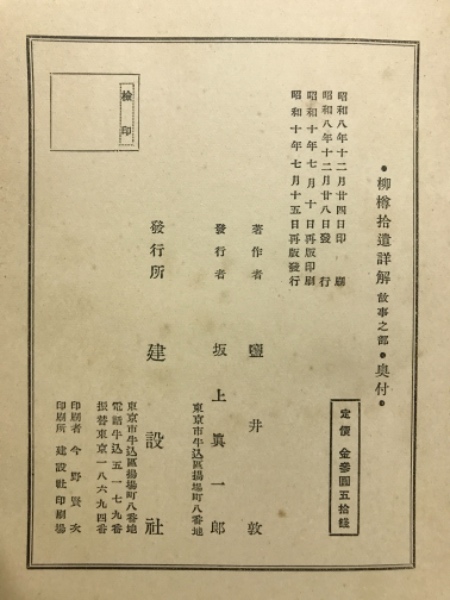 ●柳樽拾遺詳解 故事之部●奥付●
定價 金參圓五拾錢
昭和八年十二月廿四日印刷
昭和八年十二月廿八日發行
昭和十年七月十日再版印刷
昭和十年七月十五日再版發行
著作者 鹽井敦
東京市牛込區揚場町八番地
發行者 坂上眞一郎
發行所 建設社
東京市牛込區揚場町八番地
電話牛込五一七九番
振替東京一八六九四番
印刷者 今野賢次
印刷所 建設社印刷場
檢印